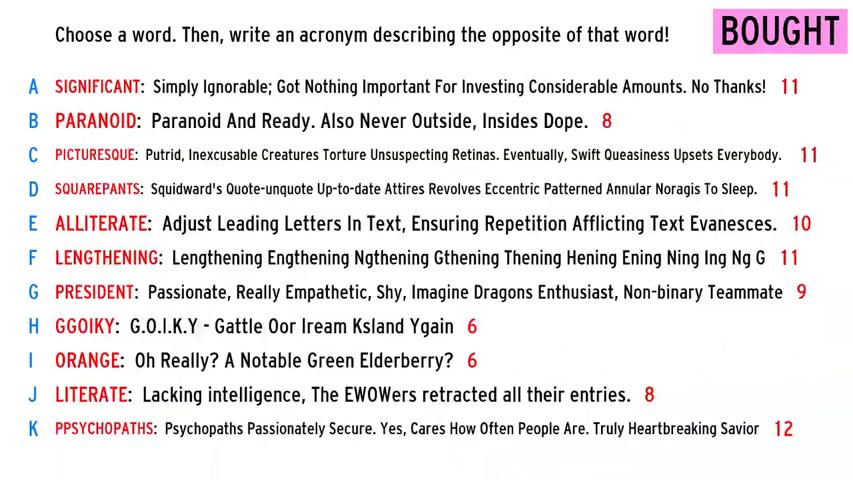 Choose a word. Then, write an acronym describing the opposite of that word!
BOUGHT
A SIGNIFICANT: Simply Ignorable; Got Nothing Important For Investing Considerable Amounts. No Thanks! 11
B PARANOID: Paranoid And Ready. Also Never Outside, Insides Dope. 8
C PICTURESQUE: Putrid, Inexcusable Creatures Torture Unsuspecting Retinas. Eventually, Swift Queasiness Upsets Everybody. 11
D SQUAREPANTS: Squidward's Quote-unquote Up-to-date Attires Revolves Eccentric Patterned Annular Noragis To Sleep. 11
E ALLITERATE: Adjust Leading Letters In Text, Ensuring Repetition Afflicting Text Evanesces. 10
F LENGTHENING: Lengthening Engthening Ngthening Gthening Thening Hening Ening Ning Ing Ng G 11
G PRESIDENT: Passionate, Really Empathetic, Shy, Imagine Dragons Enthusiast, Non-binary Teammate 9
H GGOIKY: G.O.I.K.Y - Gattle Oor Iream Ksland Ygain 6
I ORANGE: Oh Really? A Notable Green Elderberry? 6
J LITERATE: Lacking intelligence, The EWOWers retracted all their entries. 8
K PPSYCHOPATHS: Psychopaths Passionately Secure. Yes, Cares How Often People Are. Truly Heartbreaking Savior 12